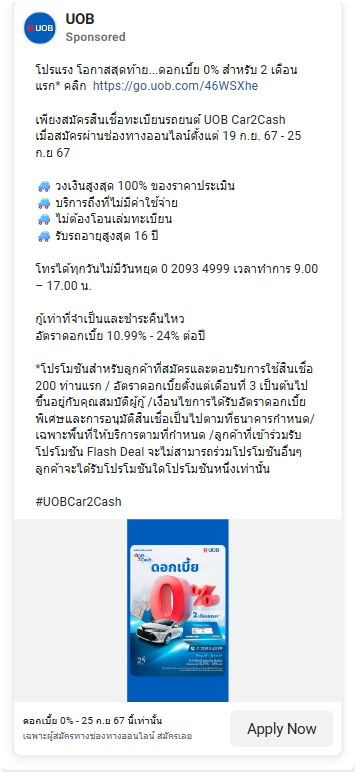 UOB
UOB
Sponsored
โปรแรง โอกาสสุดท้าย...ดอกเบี้ย 0% สำหรับ 2 เดือน
แรก* คลิก https://go.uob.com/46WSXhe
เพียงสมัครสินเชื่อทะเบียนรถยนต์ UOB Car2Cash
เมื่อสมัครผ่านช่องทางออนไลน์ตั้งแต่ 19 ก.ย. 67 - 25
ก.ย 67
🚙 วงเงินสูงสุด 100% ของราคาประเมิน
🚙 บริการถึงที่ไม่มีค่าใช้จ่าย
🚙 ไม่ต้องโอนเล่มทะเบียน
🚙 รับรถอายุสูงสุด 16 ปี
โทรได้ทุกวันไม่มีวันหยุด 0 2093 4999 เวลาทำการ 9.00
– 17.00 น.
กู้เท่าที่จำเป็นและชำระคืนไหว
อัตราดอกเบี้ย 10.99% - 24% ต่อปี
*โปรโมชันสำหรับลูกค้าที่สมัครและตอบรับการใช้สินเชื่อ
200 ท่านแรก / อัตราดอกเบี้ยตั้งแต่เดือนที่ 3 เป็นต้นไป
ขึ้นอยู่กับคุณสมบัติผู้กู้ /เงื่อนไขการได้รับอัตราดอกเบี้ย
พิเศษและการอนุมัติสินเชื่อเป็นไปตามที่ธนาคารกำหนด/
เฉพาะพื้นที่ให้บริการตามที่กำหนด /ลูกค้าที่เข้าร่วมรับ
โปรโมชัน Flash Deal จะไม่สามารถร่วมโปรโมชันอื่นๆ
ลูกค้าจะได้รับโปรโมชันใดโปรโมชันหนึ่งเท่านั้น
#UOBCar2Cash
UOB
ดอกเบี้ย
0%
2 เดือนแรก*
0 2093 4999
25
ดอกเบี้ย 0% - 25 ก.ย 67 นี้เท่านั้น
เฉพาะผู้สมัครทางช่องทางออนไลน์ สมัครเลย
Apply Now